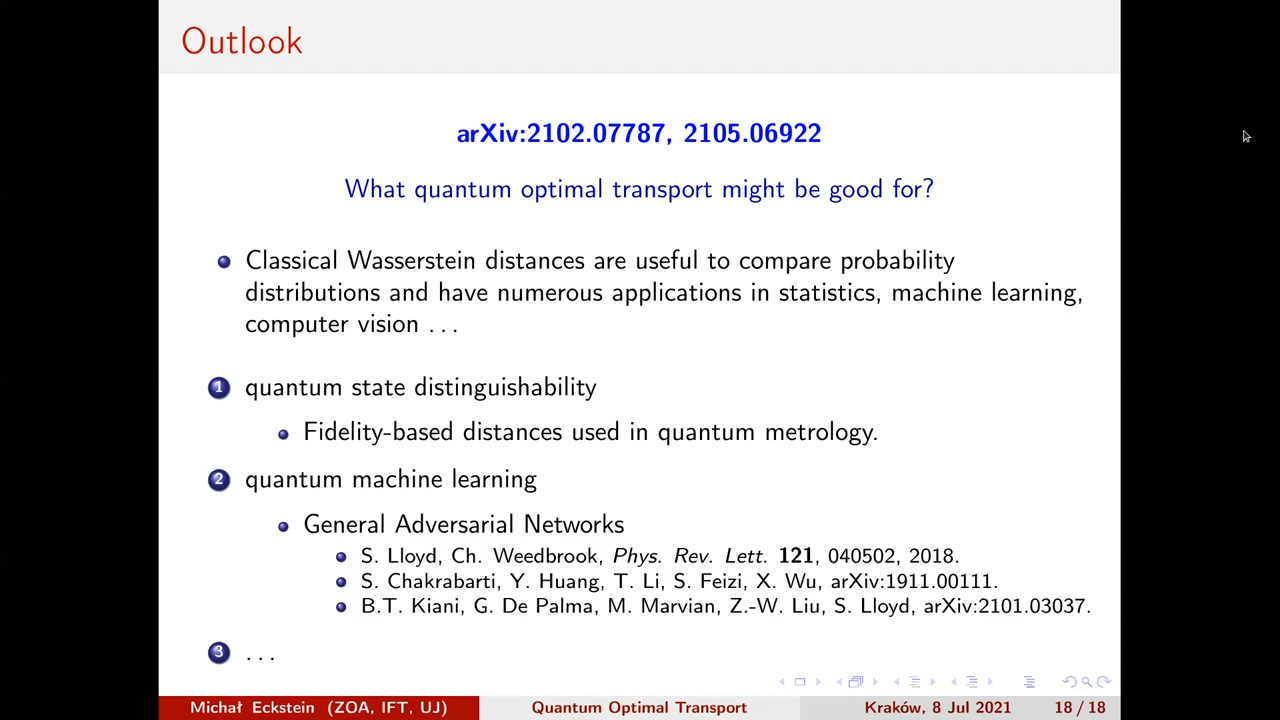 Outlook
arXiv:2102.07787, 2105.06922
What quantum optimal transport might be good for?
Classical Wasserstein distances are useful to compare probability
distributions and have numerous applications in statistics, machine learning,
computer vision ...
1 quantum state distinguishability
Fidelity-based distances used in quantum metrology.
2 quantum machine learning
General Adversarial Networks
S. Lloyd, Ch. Weedbrook, Phys. Rev. Lett. 121, 040502, 2018.
S. Chakrabarti, Y. Huang, T. Li, S. Feizi, X. Wu, arXiv:1911.00111.
B.T. Kiani, G. De Palma, M. Marvian, Z.-W. Liu, S. Lloyd, arXiv:2101.03037.
3 ...
Michał Eckstein (ZOA, IFT, UJ) Quantum Optimal Transport Kraków, 8 Jul 2021 18 / 18